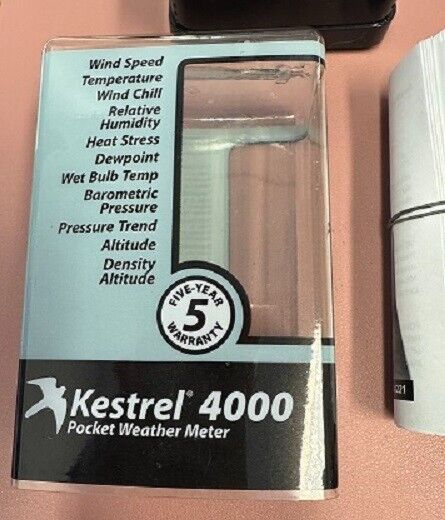 Wind Speed
Temperature
Wind Chill
Relative
Humidity
Heat Stress
Dewpoint
Wet Bulb Temp
Barometric
Pressure
Pressure Trend
Altitude
Density
Altitude
FIVE-YEAR
5
WARRANTY
Kestrel® 4000
Pocket Weather Meter